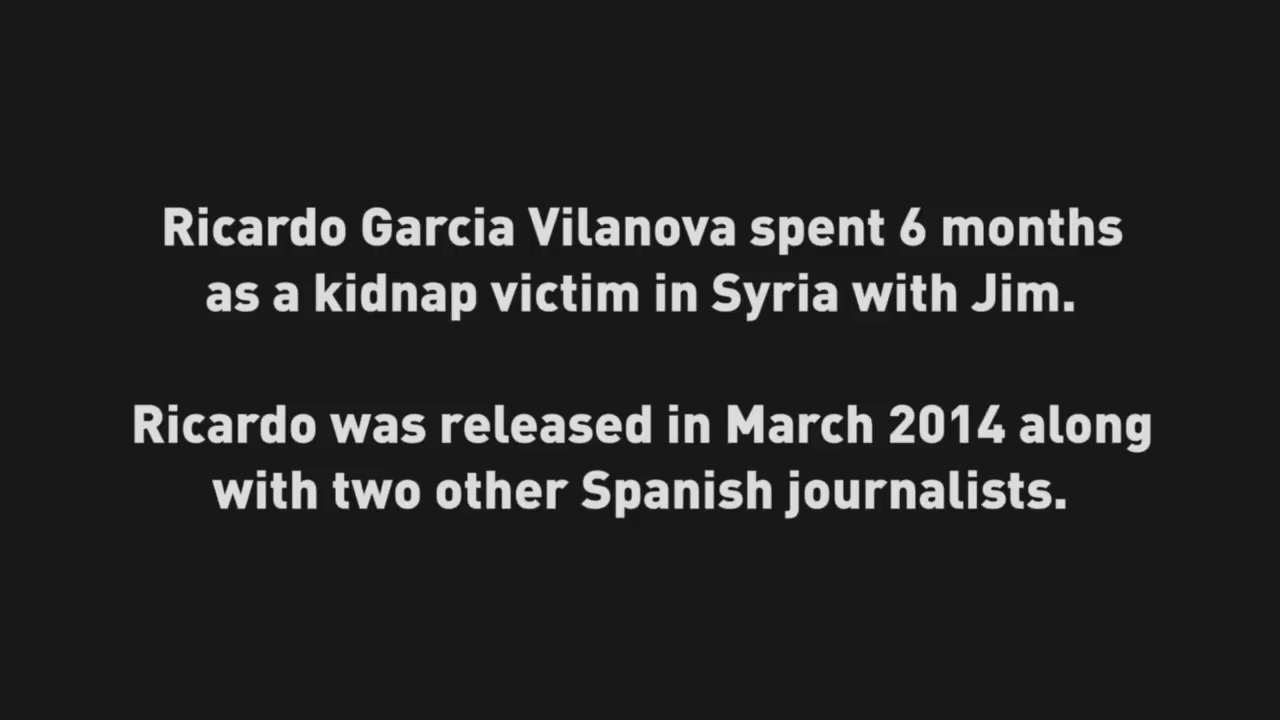 Ricardo Garcia Vilanova spent 6 months
as a kidnap victim in Syria with Jim.
Ricardo was released in March 2014 along
with two other Spanish journalists.